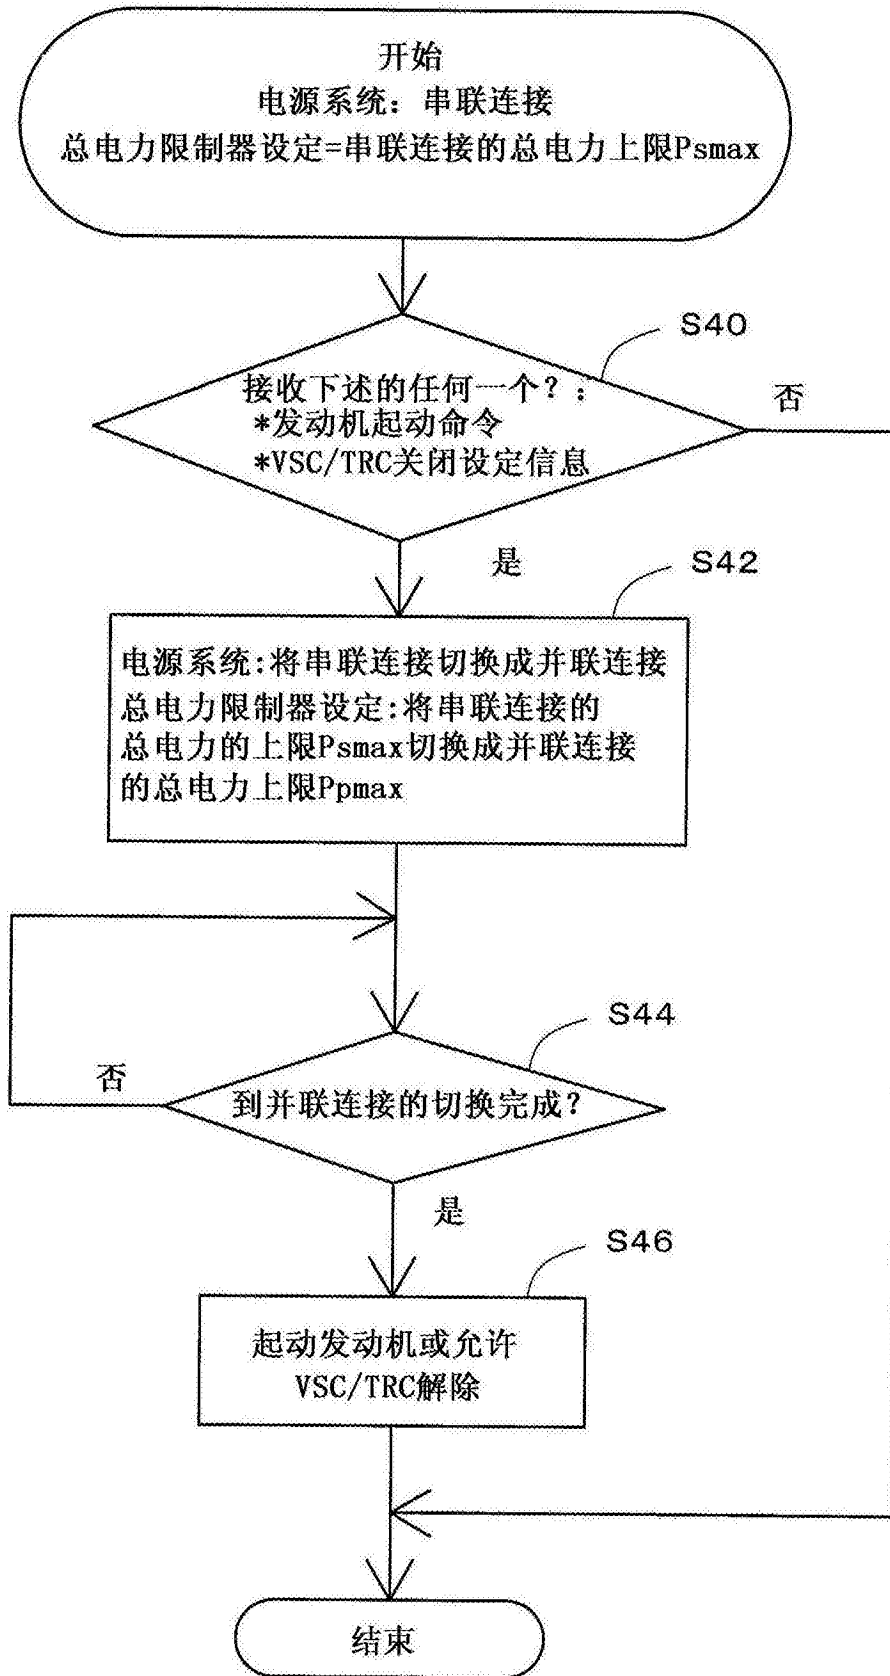 开始
电源系统：串联连接
总电力限制器设定=串联连接的总电力上限Psmax
S40
接收下述的任何一个？：
*发动机起动命令
*VSC/TRC关闭设定信息
否
是
S42
电源系统:将串联连接切换成并联连接
总电力限制器设定:将串联连接的
总电力的上限Psmax切换成并联连接
的总电力上限Ppmax
S44
否
到并联连接的切换完成？
是
S46
起动发动机或允许
VSC/TRC解除
结束